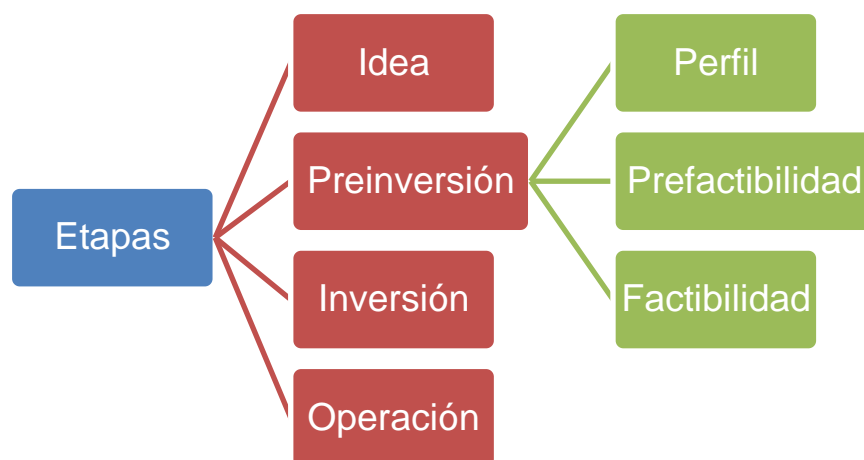 Etapas
Idea
Preinversión
Inversión
Operación
Perfil
Prefactibilidad
Factibilidad